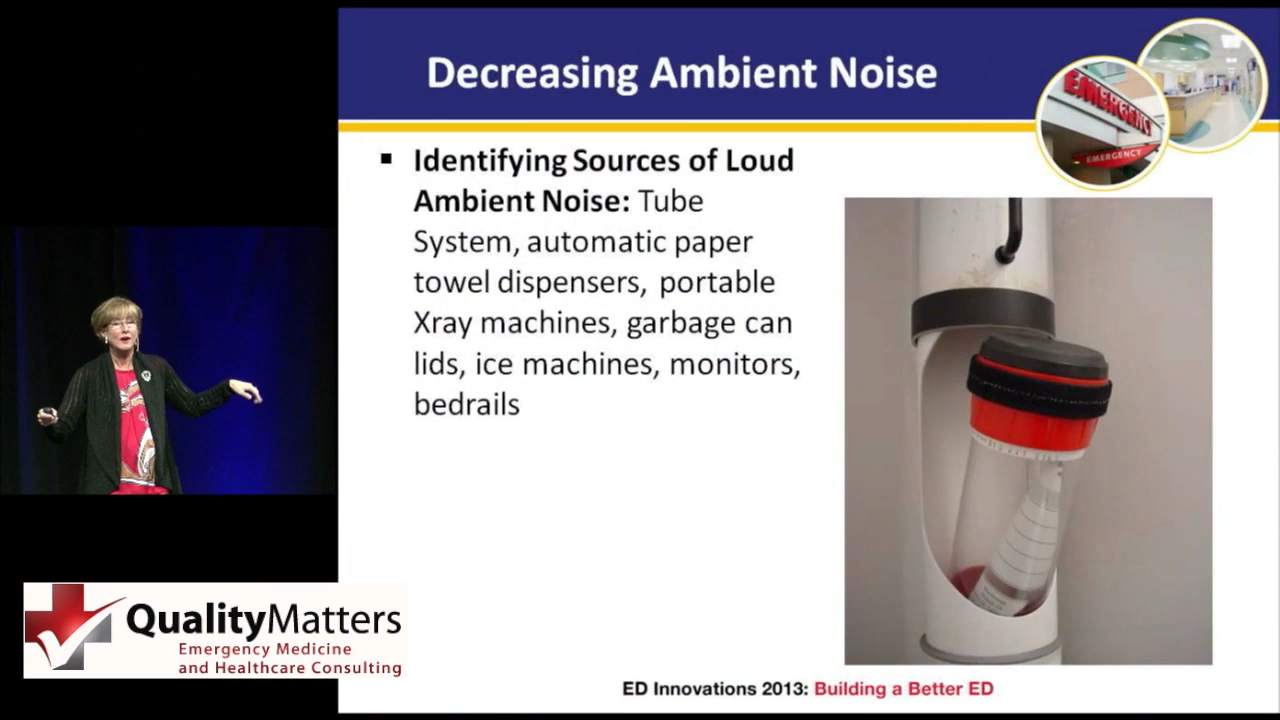 Decreasing Ambient Noise
EMERGENCY
EMERGENCY
▪ Identifying Sources of Loud
Ambient Noise: Tube
System, automatic paper
towel dispensers, portable
Xray machines, garbage can
lids, ice machines, monitors,
bedrails
QualityMatters
Emergency Medicine
and Healthcare Consulting
ED Innovations 2013: Building a Better ED